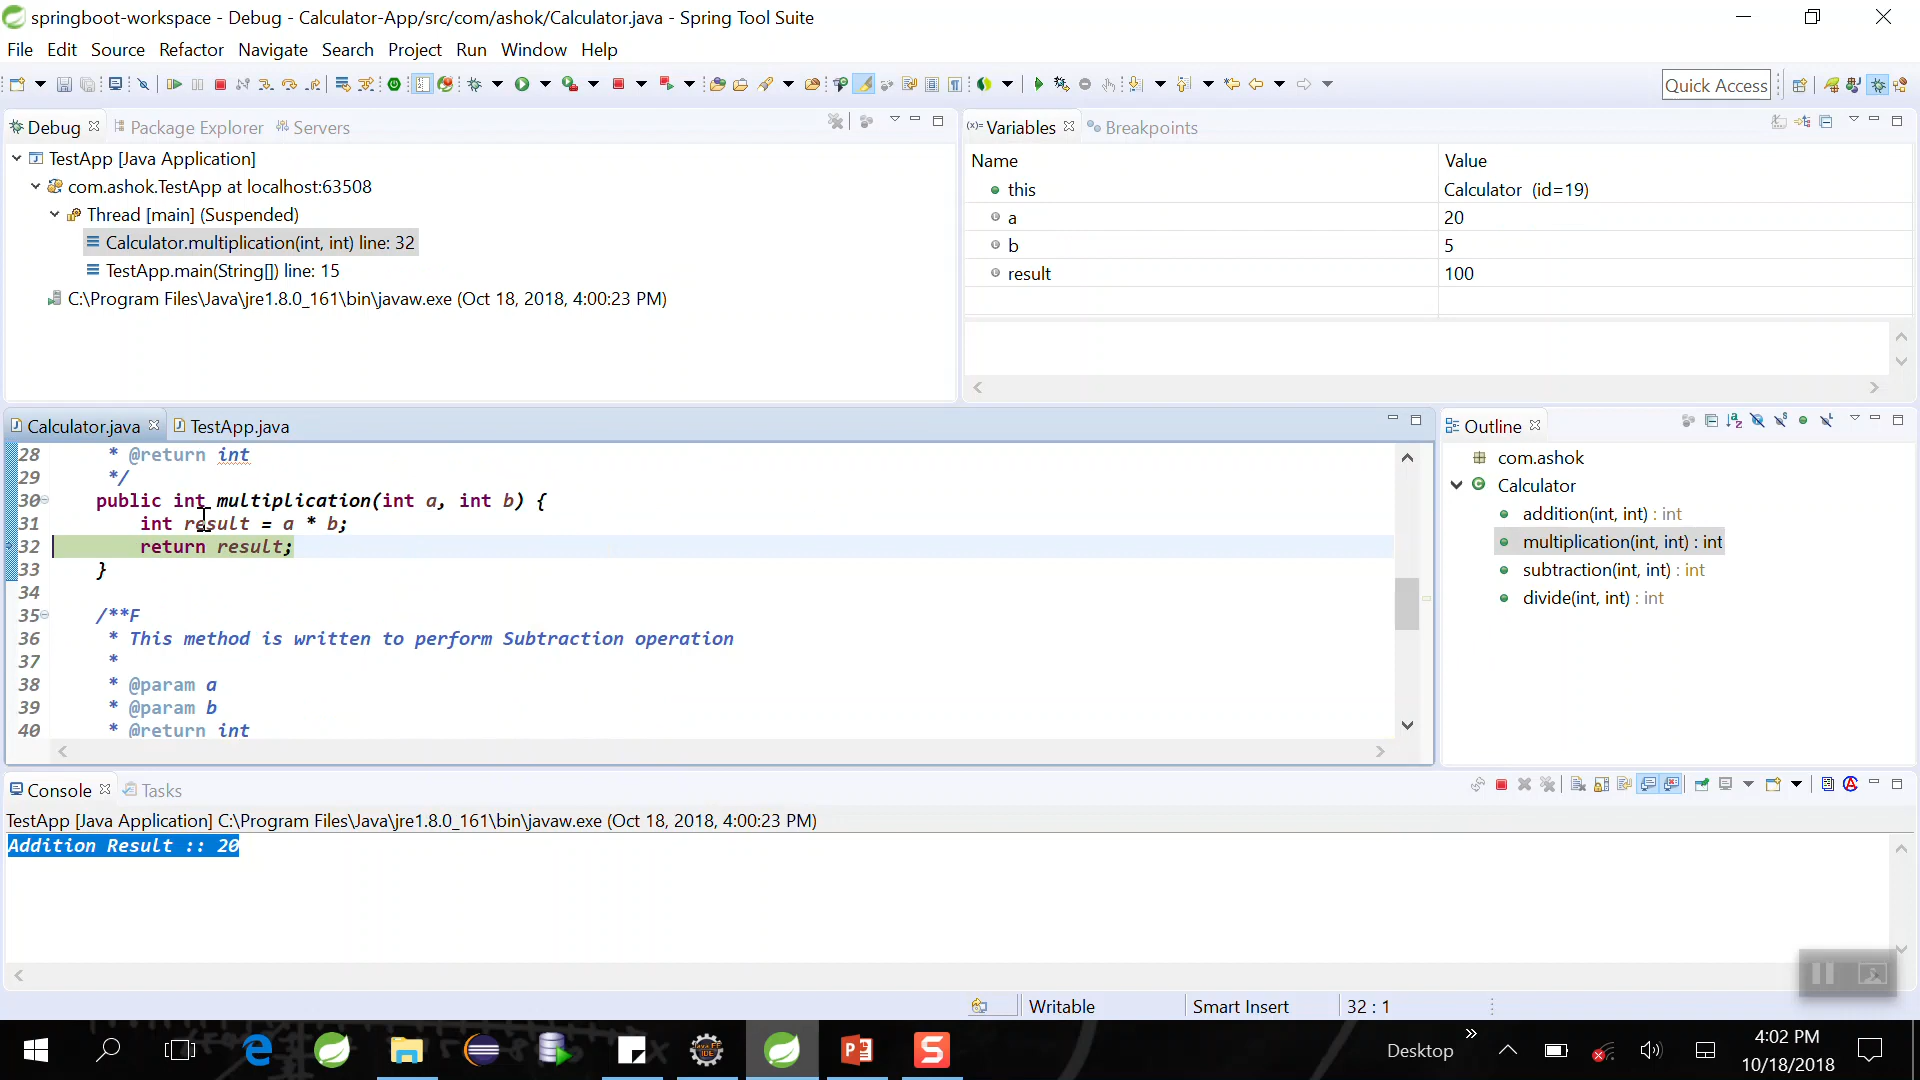 springboot-workspace - Debug - Calculator-App/src/com/ashok/Calculator.java - Spring Tool Suite
File Edit Source Refactor Navigate Search Project Run Window Help
Quick Access
Debug Package Explorer Servers
TestApp [Java Application]
com.ashok.TestApp at localhost:63508
Thread [main] (Suspended)
Calculator.multiplication(int, int) line: 32
TestApp.main(String[]) line: 15
C:\Program Files\Java\jre1.8.0_161\bin\javaw.exe (Oct 18, 2018, 4:00:23 PM)
(x)= Variables Breakpoints
Name Value
this Calculator (id=19)
a 20
b 5
result 100
Calculator.java TestApp.java
28 * @return int
29 */
30 public int multiplication(int a, int b) {
31 int result = a * b;
32 return result;
33 }
34
35 /**F
36 * This method is written to perform Subtraction operation
37 *
38 * @param a
39 * @param b
40 * @return int
Outline
com.ashok
Calculator
addition(int, int) : int
multiplication(int, int) : int
subtraction(int, int) : int
divide(int, int) : int
Console Tasks
TestApp [Java Application] C:\Program Files\Java\jre1.8.0_161\bin\javaw.exe (Oct 18, 2018, 4:00:23 PM)
Addition Result :: 20
Writable Smart Insert 32 : 1
Desktop
4:02 PM
10/18/2018